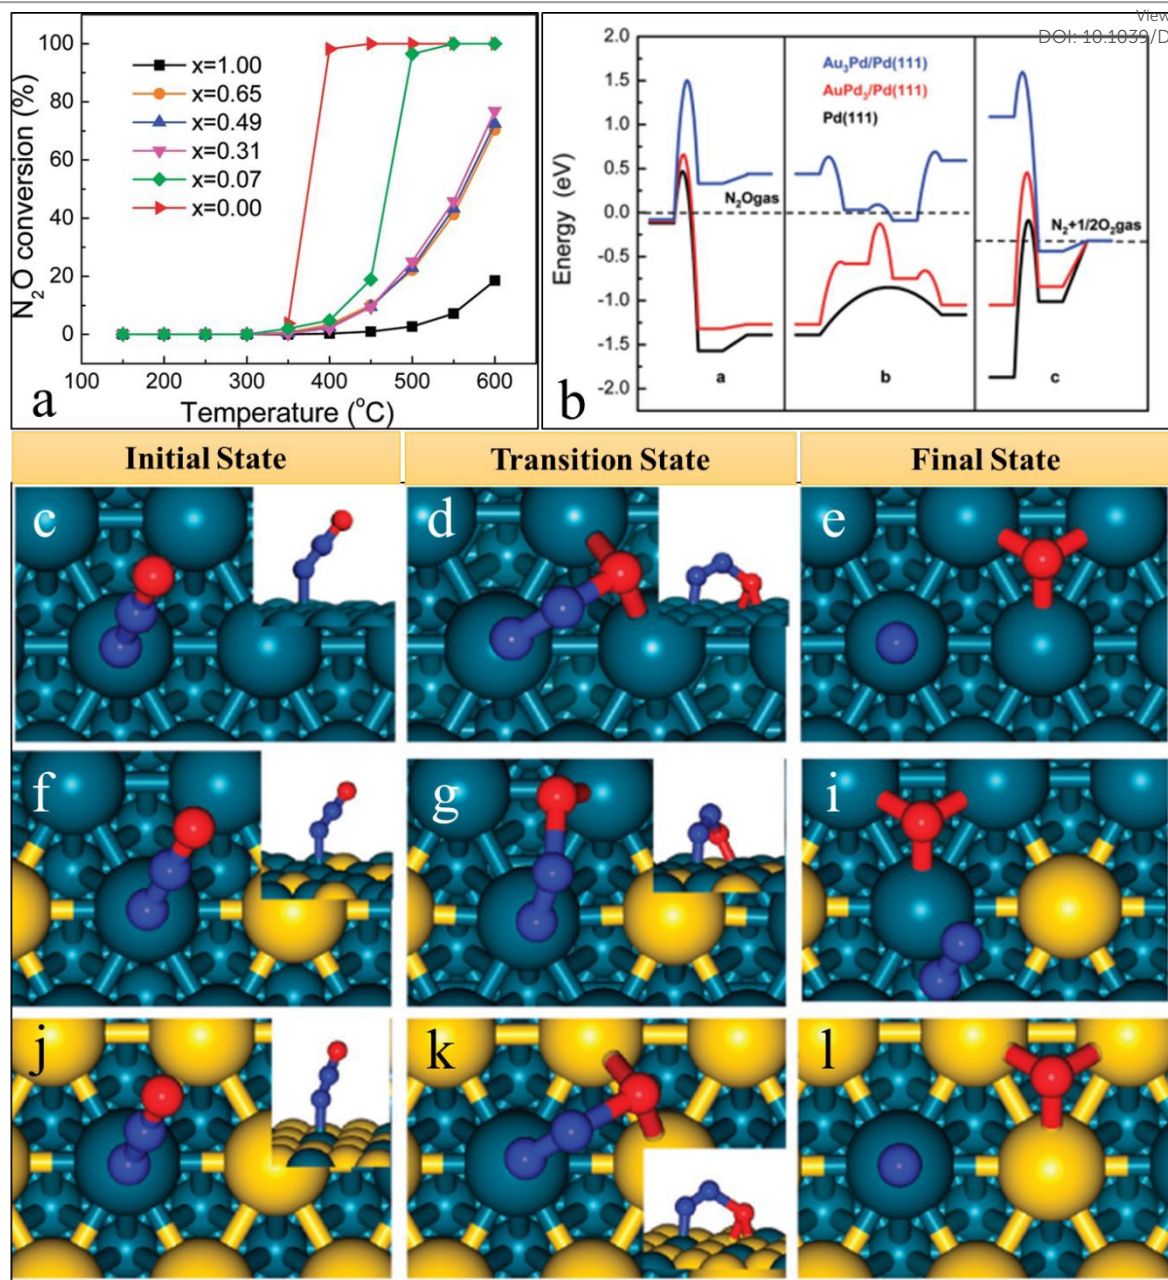 View
DOI: 10.1039/D
100
80
60
40
20
0
N2O conversion (%)
x=1.00
x=0.65
x=0.49
x=0.31
x=0.07
x=0.00
100 200 300 400 500 600
Temperature (°C)
a
2.0
1.5
1.0
0.5
0.0
-0.5
-1.0
-1.5
-2.0
Energy (eV)
Au3Pd/Pd(111)
AuPd3/Pd(111)
Pd(111)
N2Ogas
N2+1/2O2gas
a b c
b
Initial State Transition State Final State
c d e
f g i
j k l